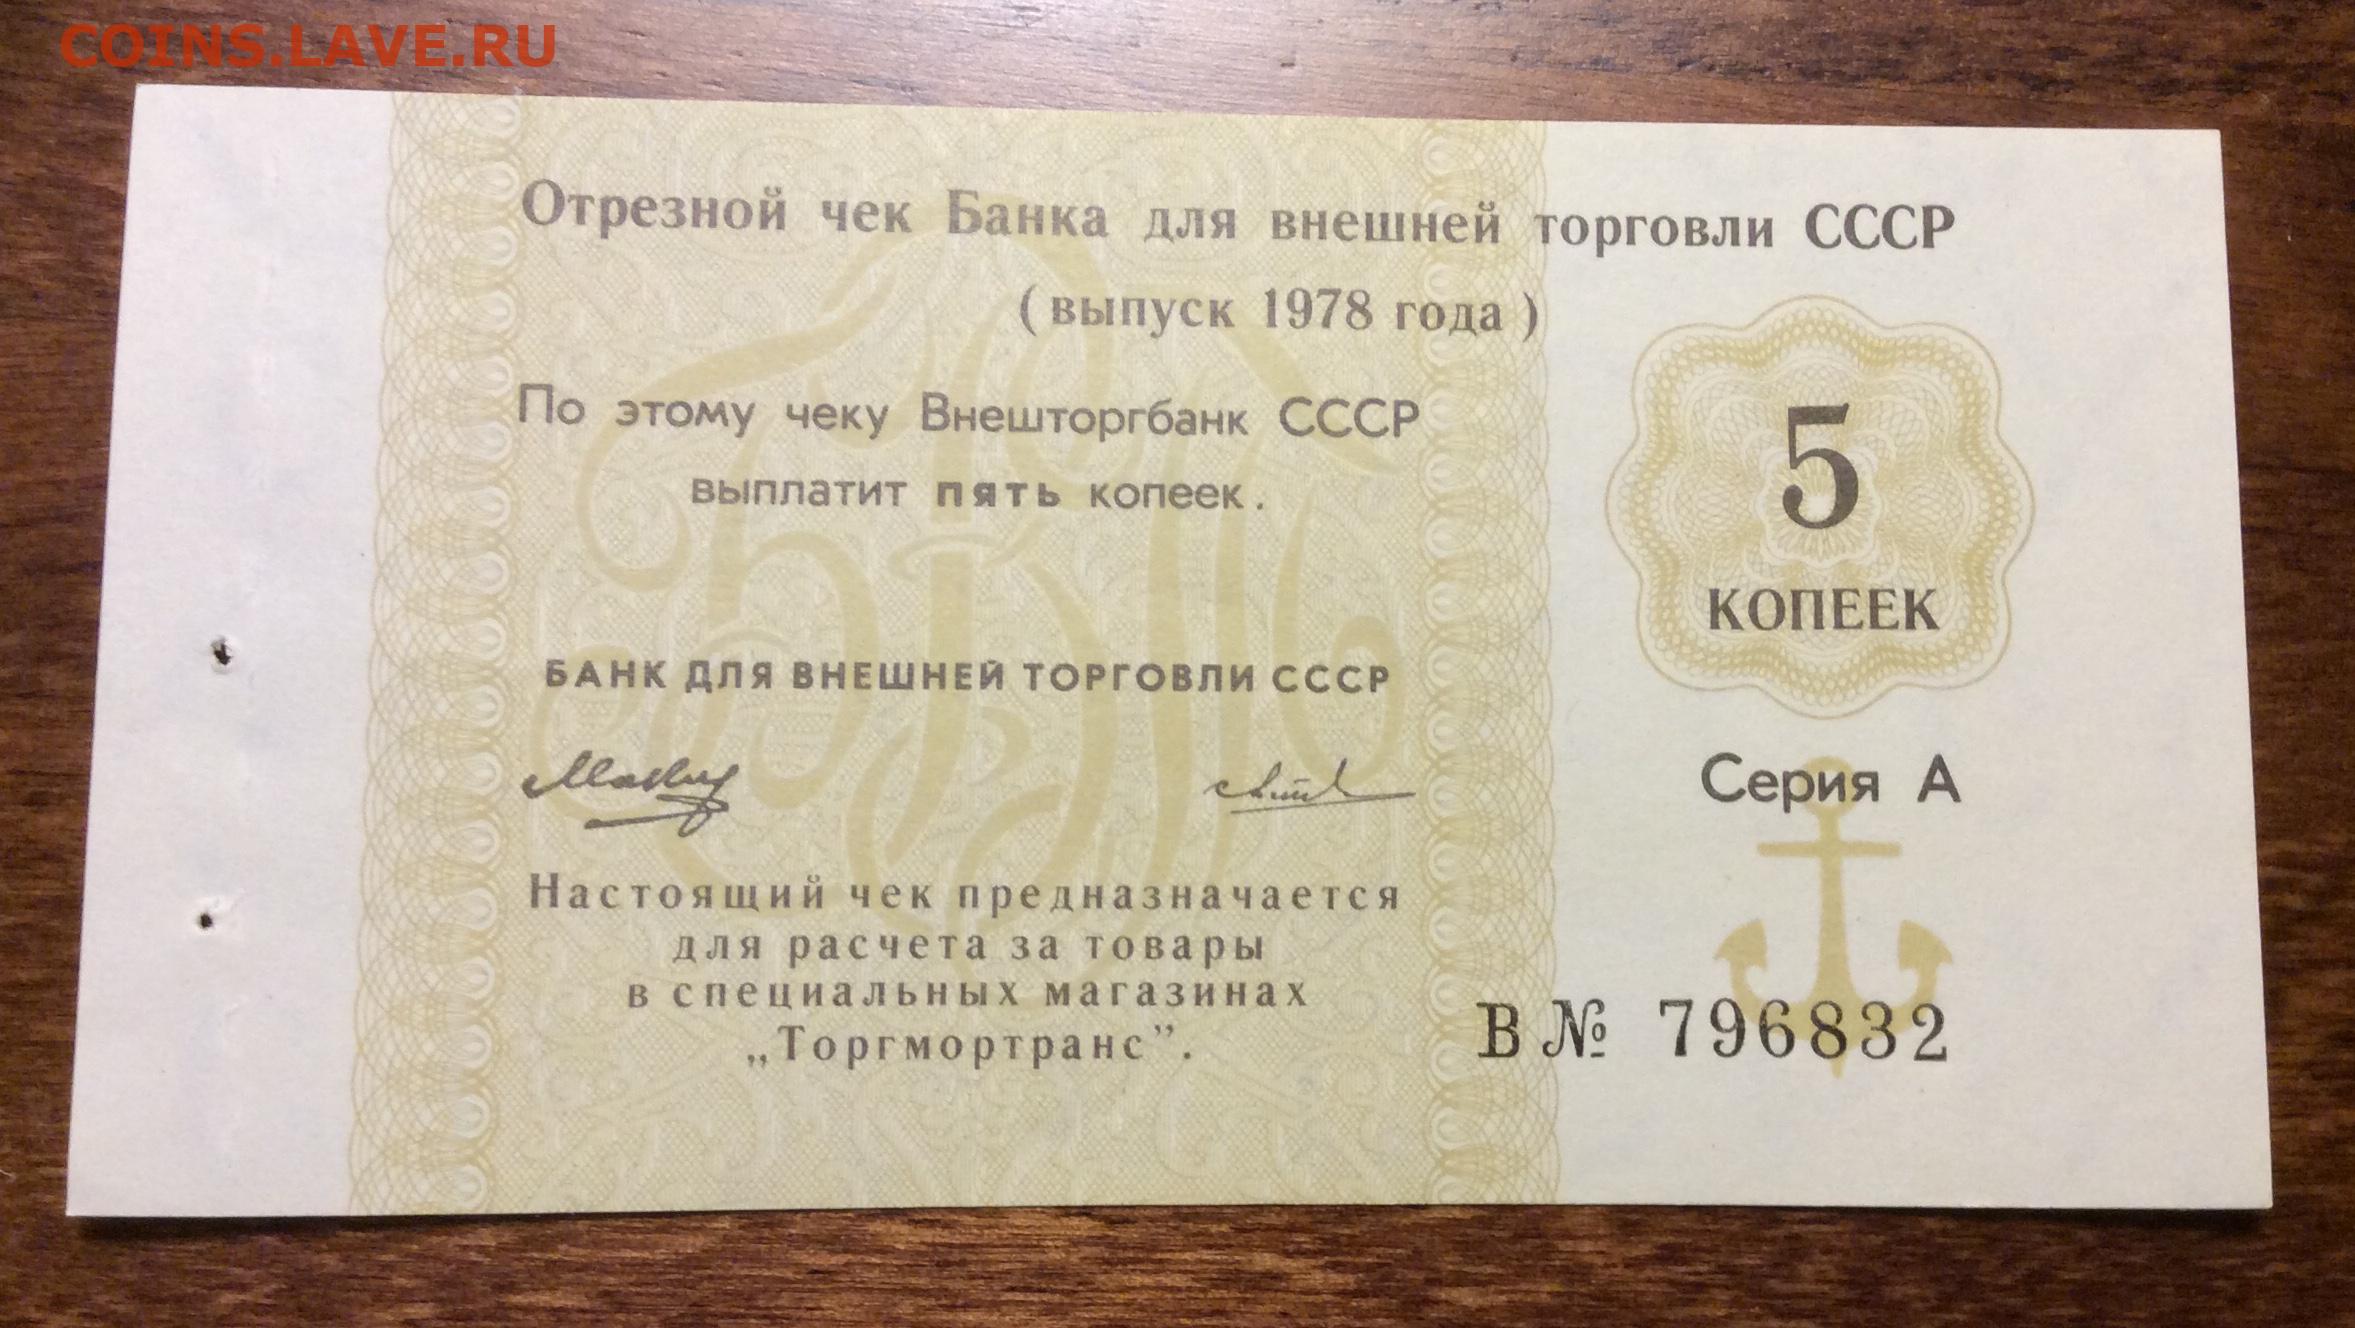 COINS.LAVE.RU
Отрезной чек Банка для внешней торговли СССР
( выпуск 1978 года )
По этому чеку Внешторгбанк СССР
выплатит пять копеек.
5
КОПЕЕК
БАНК ДЛЯ ВНЕШНЕЙ ТОРГОВЛИ СССР
Серия А
Настоящий чек предназначается
для расчета за товары
в специальных магазинах
„Торгмортранс”.
В № 796832